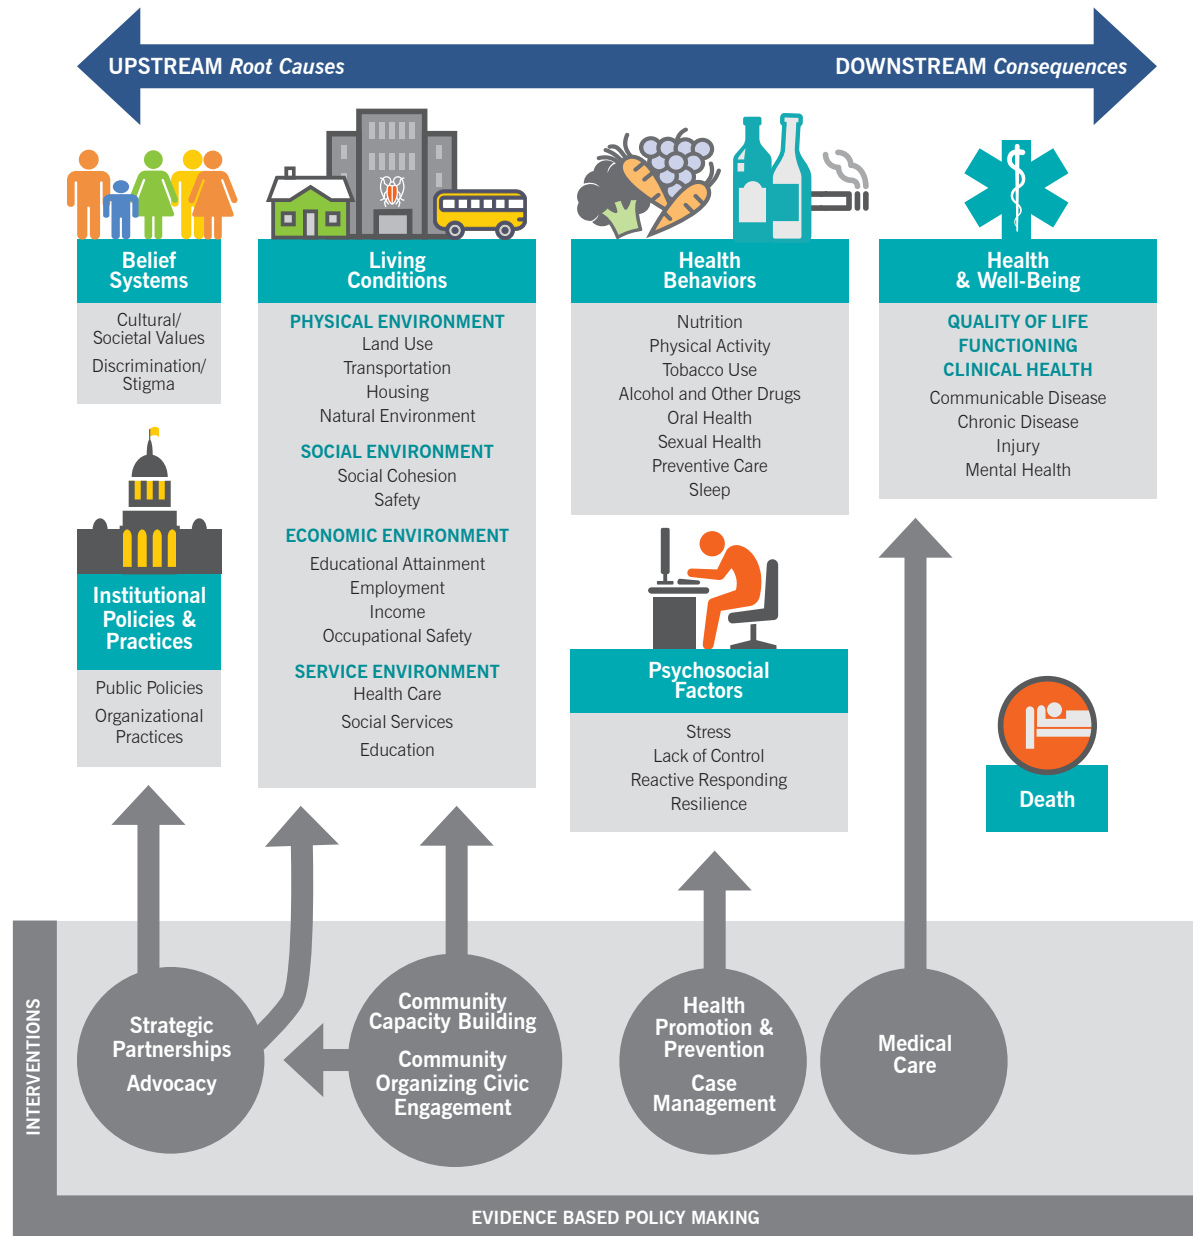 UPSTREAM Root Causes
DOWNSTREAM Consequences
Belief
Systems
Cultural/
Societal Values
Discrimination/
Stigma
Institutional
Policies &
Practices
Public Policies
Organizational
Practices
Living
Conditions
PHYSICAL ENVIRONMENT
Land Use
Transportation
Housing
Natural Environment
SOCIAL ENVIRONMENT
Social Cohesion
Safety
ECONOMIC ENVIRONMENT
Educational Attainment
Employment
Income
Occupational Safety
SERVICE ENVIRONMENT
Health Care
Social Services
Education
Health
Behaviors
Nutrition
Physical Activity
Tobacco Use
Alcohol and Other Drugs
Oral Health
Sexual Health
Preventive Care
Sleep
Psychosocial
Factors
Stress
Lack of Control
Reactive Responding
Resilience
Health
& Well-Being
QUALITY OF LIFE
FUNCTIONING
CLINICAL HEALTH
Communicable Disease
Chronic Disease
Injury
Mental Health
Death
INTERVENTIONS
Strategic
Partnerships
Advocacy
Community
Capacity Building
Community
Organizing Civic
Engagement
Health
Promotion &
Prevention
Case
Management
Medical
Care
EVIDENCE BASED POLICY MAKING